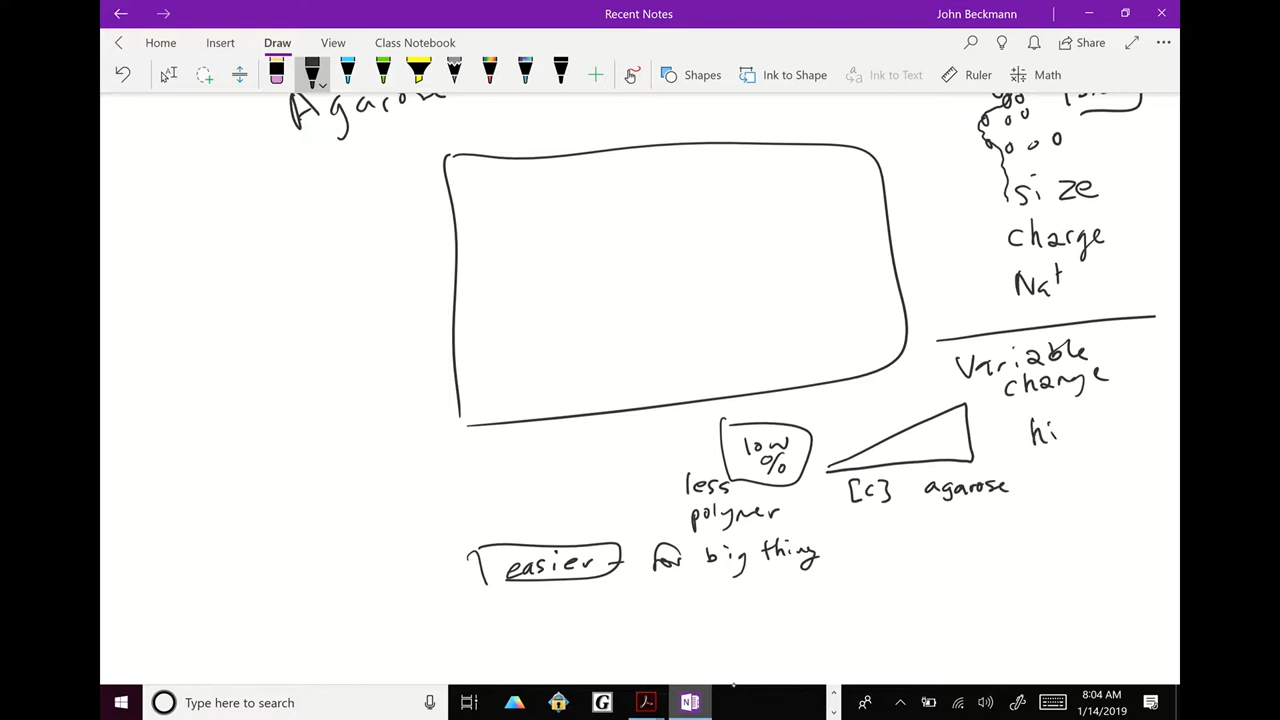 Recent Notes
John Beckmann
Home Insert Draw View Class Notebook
Share
Shapes
Ink to Shape
Ink to Text
Ruler
Math
Agarose
size
charge
Na+
Variable
change
hi
low
%
less
polymer
[c] agarose
easier for big thing
Type here to search
8:04 AM
1/14/2019